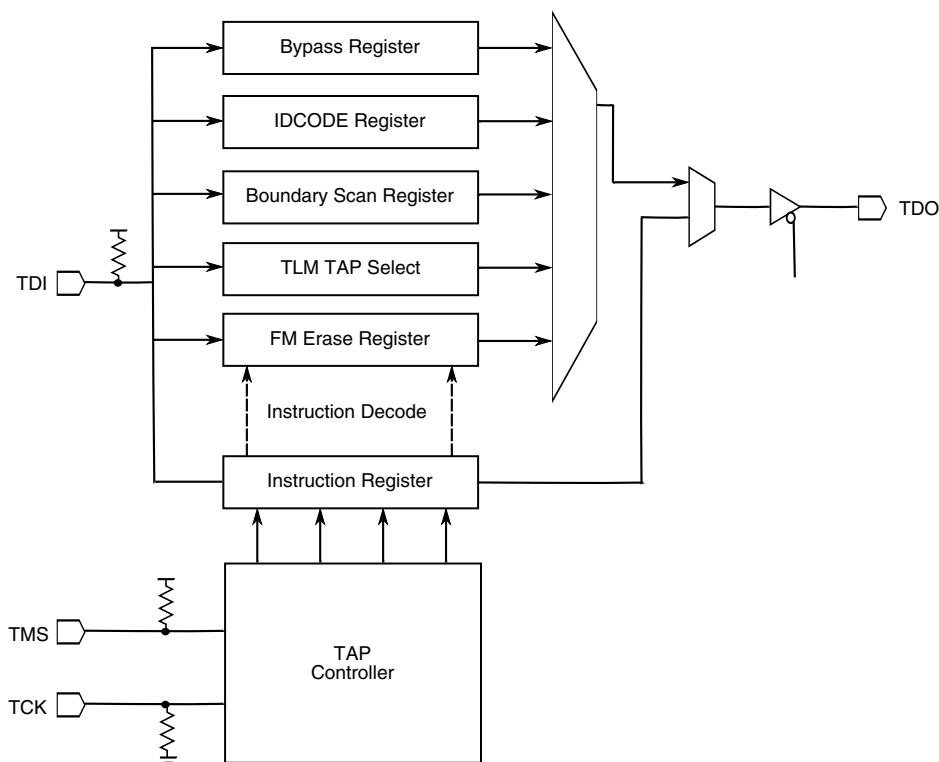 Bypass Register
IDCODE Register
Boundary Scan Register
TDO
TLM TAP Select
TDI
FM Erase Register
Instruction Decode
Instruction Register
TMS
TAP
Controller
TCK